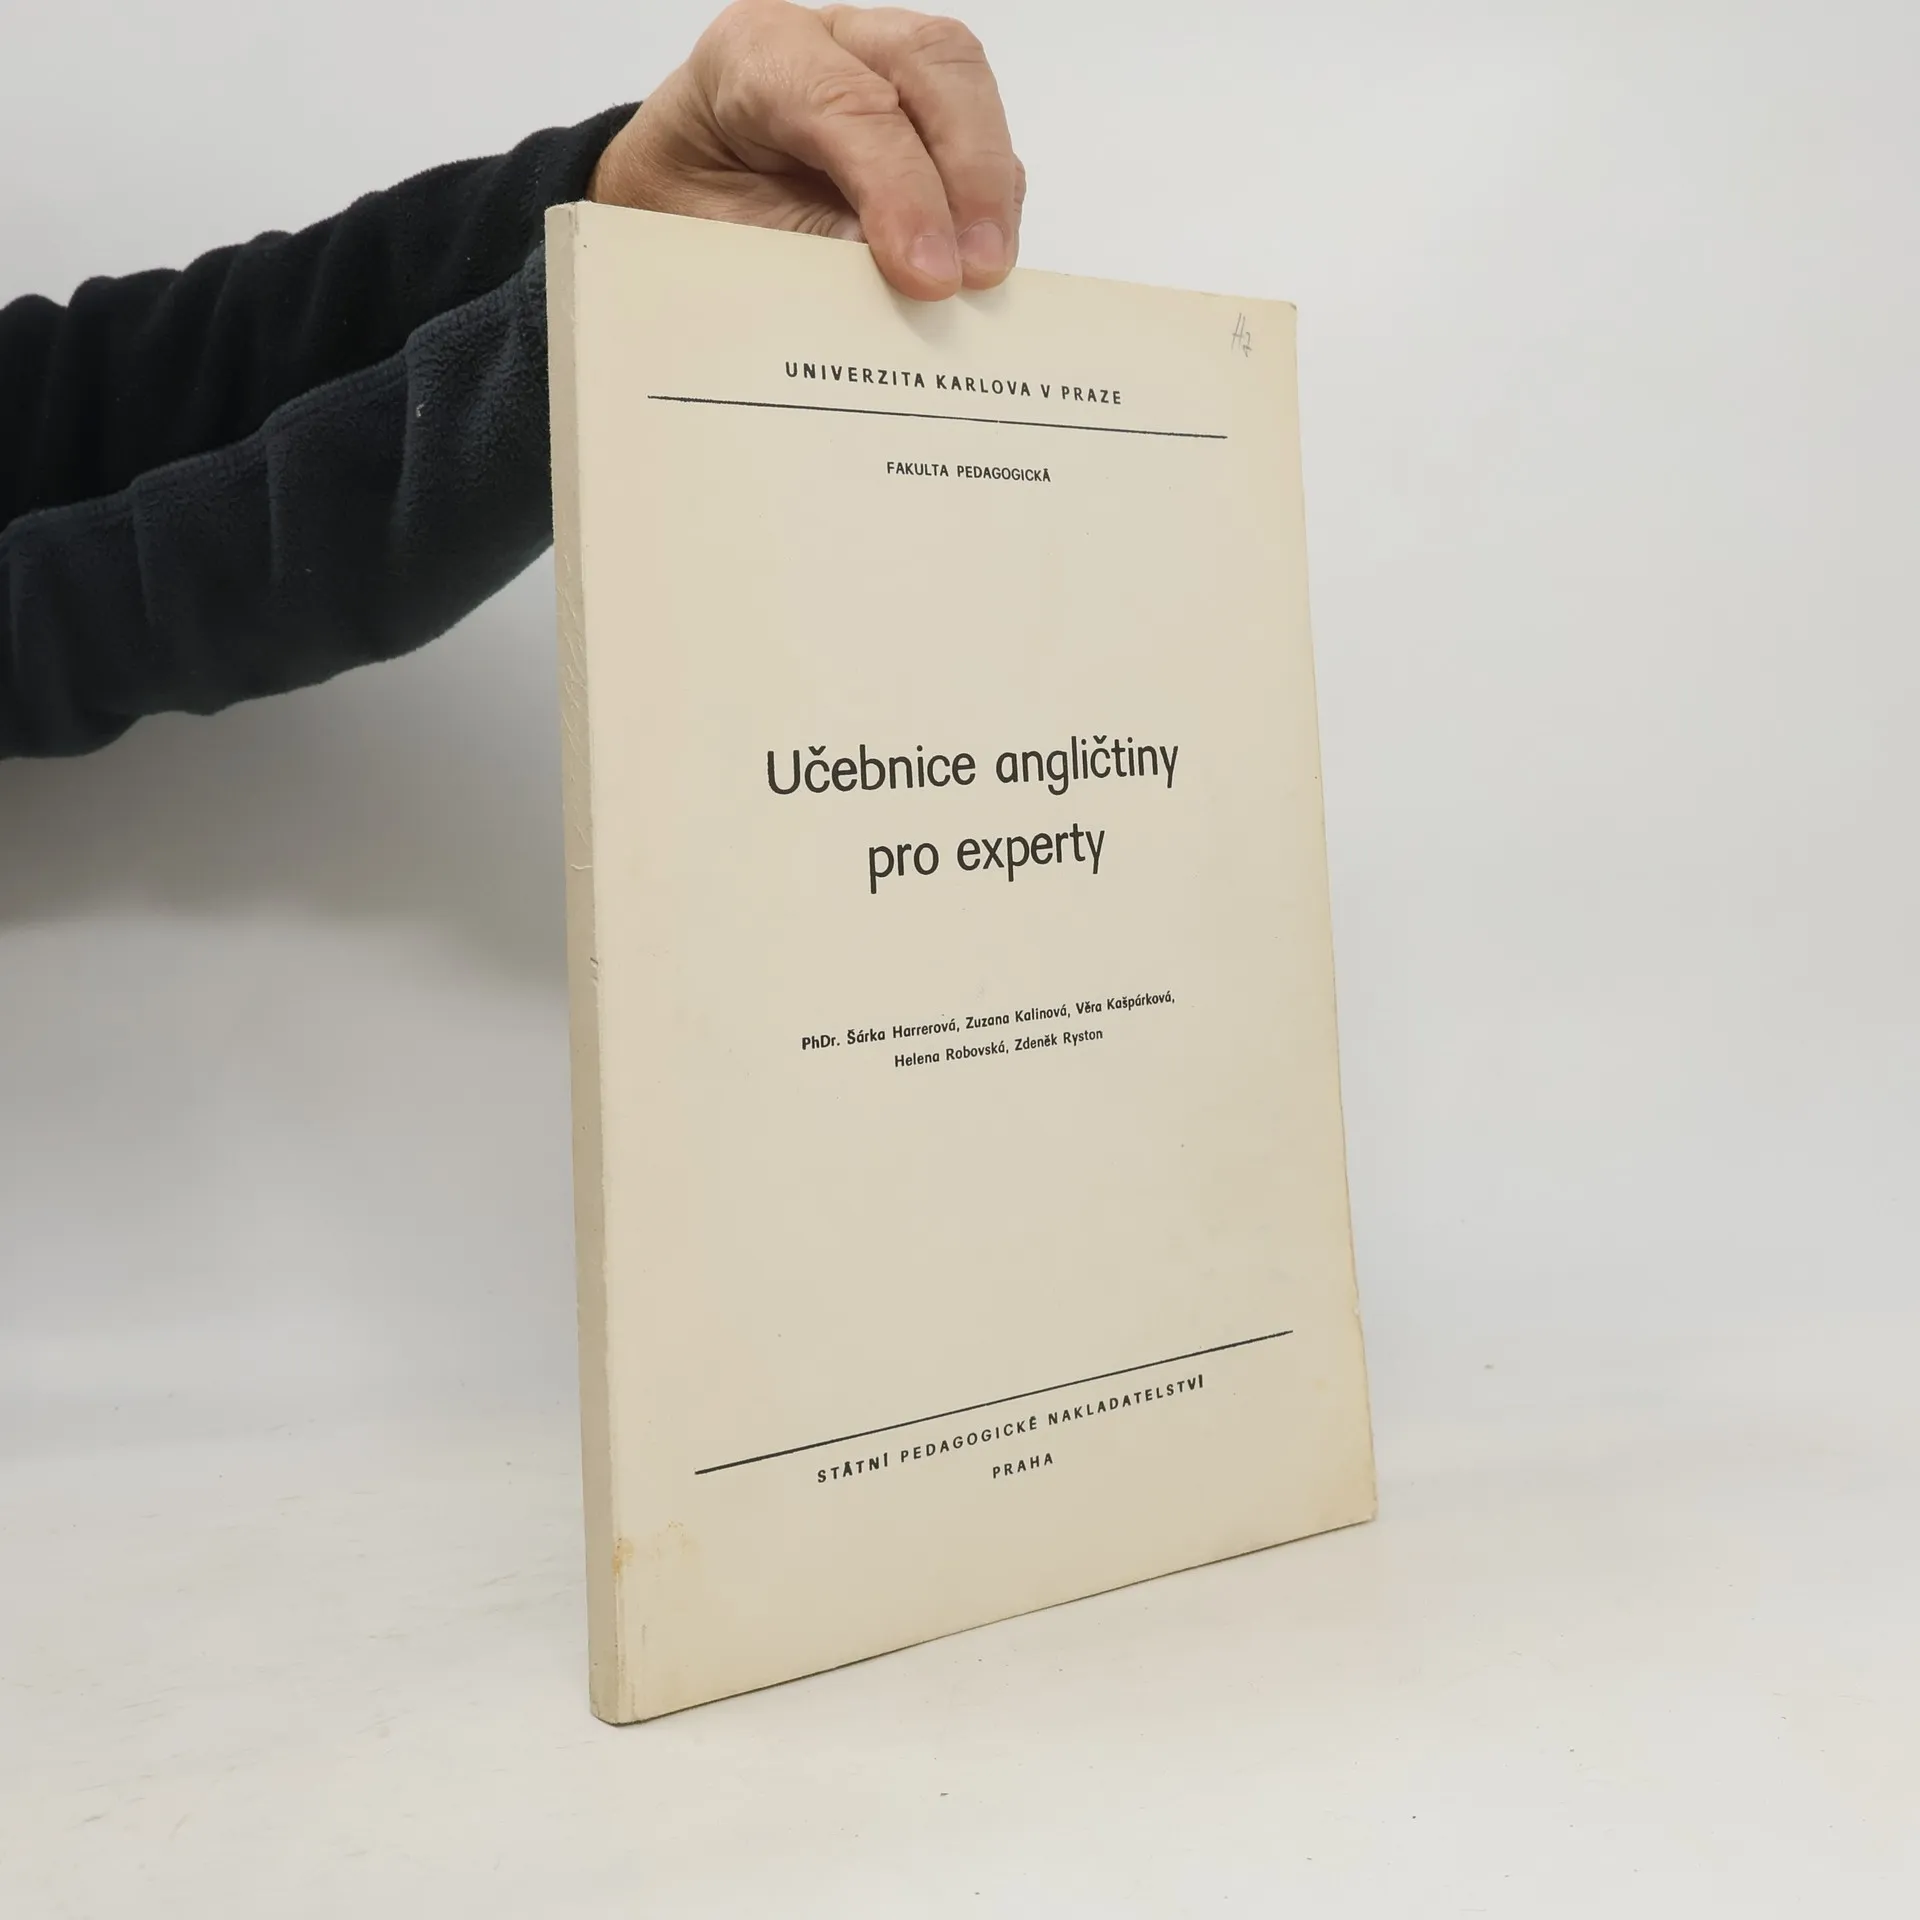 UNIVERZITA KARLOVA V PRAZE
FAKULTA PEDAGOGICKÁ
Učebnice angličtiny
pro experty
PhDr. Šárka Harrerová, Zuzana Kalinová, Věra Kašpárková,
Helena Robovská, Zdeněk Ryston
STÁTNÍ PEDAGOGICKÉ NAKLADATELSTVÍ
PRAHA